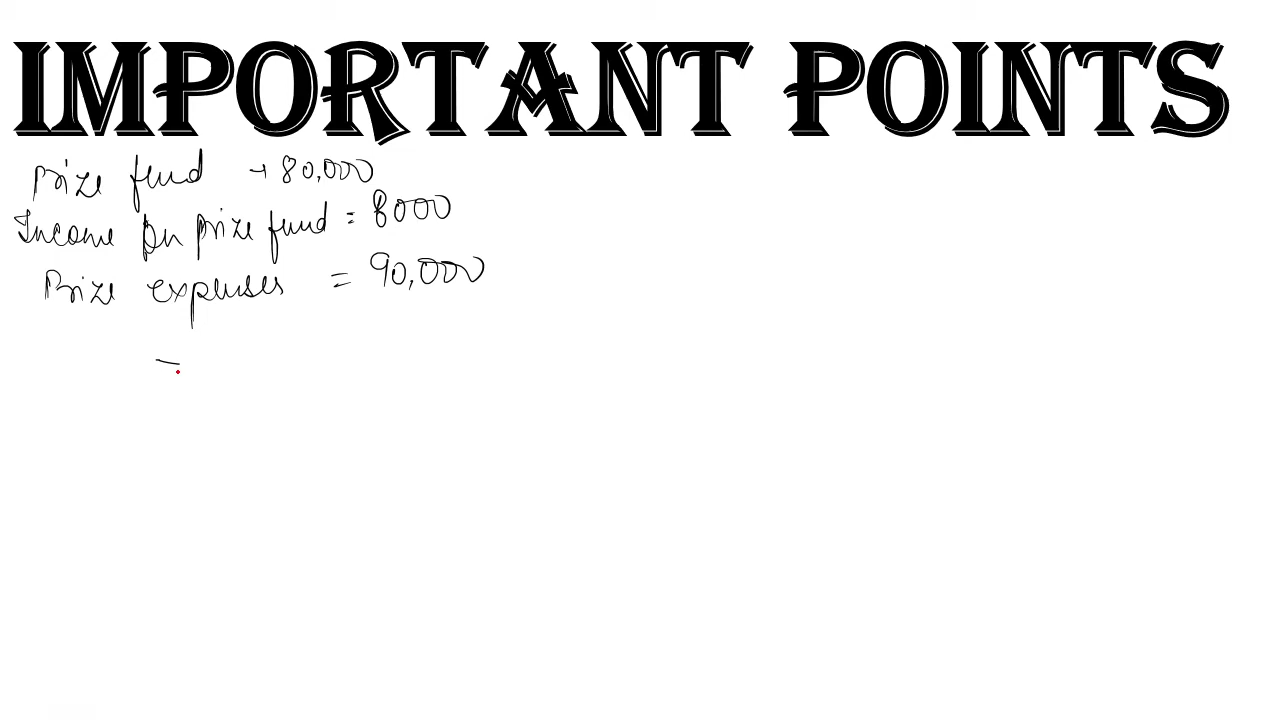 IMPORTANT POINTS
Prize fund → 80,000
Income on prize fund = 8000
Prize expenses = 90,000